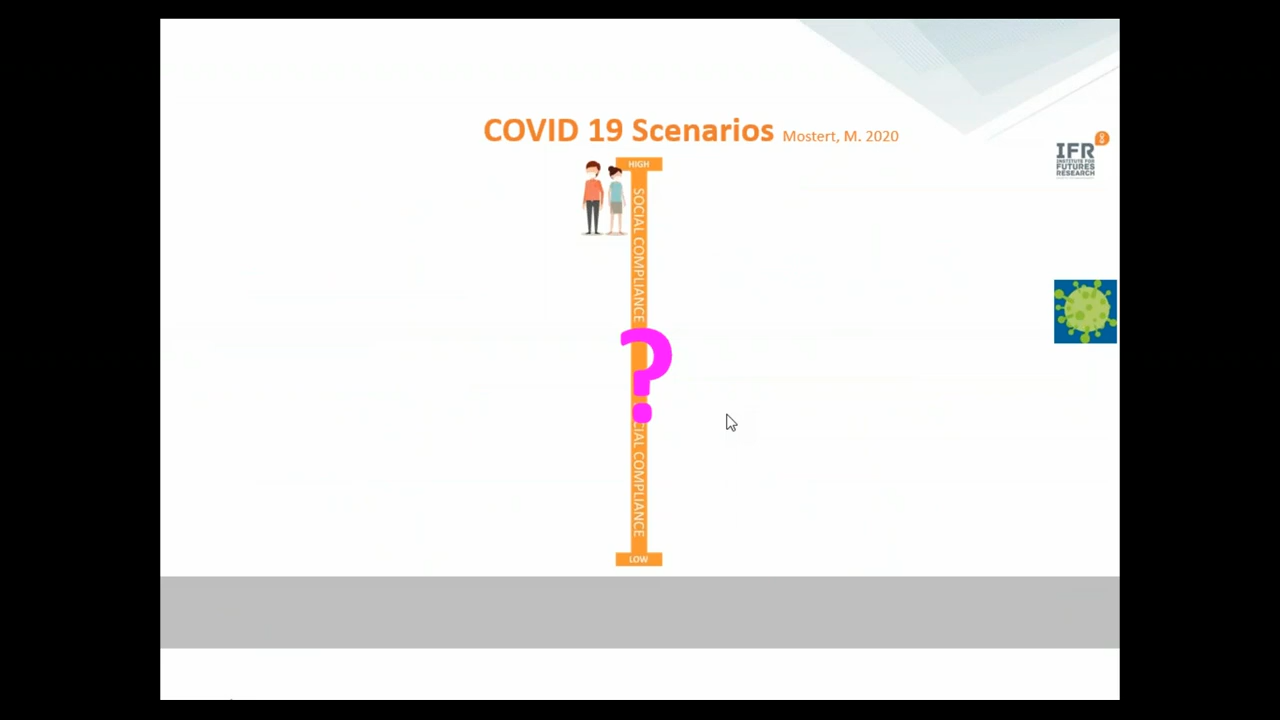 COVID 19 Scenarios Mostert, M. 2020
IFR
INSTITUTE FOR
FUTURES
RESEARCH
HIGH
SOCIAL COMPLIANCE
?
CIAL COMPLIANCE
LOW